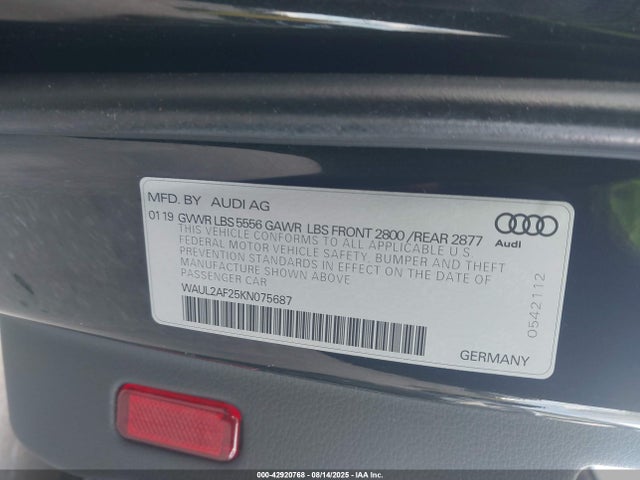 MFD. BY AUDI AG
01 19 GVWR LBS 5556 GAWR LBS FRONT 2800 / REAR 2877
THIS VEHICLE CONFORMS TO ALL APPLICABLE U S
FEDERAL MOTOR VEHICLE SAFETY, BUMPER AND THEFT
PREVENTION STANDARDS IN EFFECT ON THE DATE OF
MANUFACTURE SHOWN ABOVE
PASSENGER CAR
WAUL2AF25KN075687
Audi
0542112
GERMANY
000-42920768 - 08/14/2025 - IAA Inc.